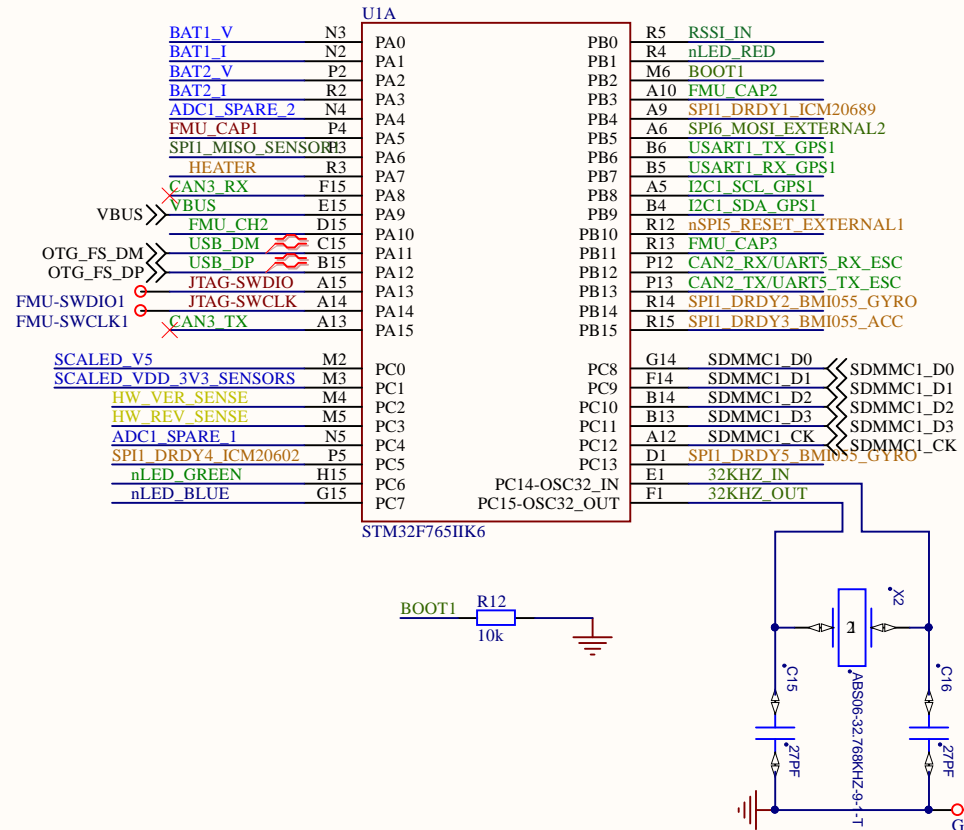 U1A
BAT1_V N3 PA0 PB0 R5 RSSI_IN
BAT1_I N2 PA1 PB1 R4 nLED_RED
BAT2_V P2 PA2 PB2 M6 BOOT1
BAT2_I R2 PA3 PB3 A10 FMU_CAP2
ADC1_SPARE_2 N4 PA4 PB4 A9 SPI1_DRDY1_ICM20689
FMU_CAP1 P4 PA5 PB5 A6 SPI6_MOSI_EXTERNAL2
SPI1_MISO_SENSOR1 P3 PA6 PB6 B6 USART1_TX_GPS1
HEATER R3 PA7 PB7 B5 USART1_RX_GPS1
CAN3_RX F15 PA8 PB8 A5 I2C1_SCL_GPS1
VBUS VBUS E15 PA9 PB9 B4 I2C1_SDA_GPS1
FMU_CH2 D15 PA10 PB10 R12 nSPI5_RESET_EXTERNAL1
OTG_FS_DM USB_DM C15 PA11 PB11 R13 FMU_CAP3
OTG_FS_DP USB_DP B15 PA12 PB12 P12 CAN2_RX/UART5_RX_ESC
JTAG-SWDIO A15 PA13 PB13 P13 CAN2_TX/UART5_TX_ESC
FMU-SWDIO1 JTAG-SWCLK A14 PA14 PB14 R14 SPI1_DRDY2_BMI055_GYRO
FMU-SWCLK1 CAN3_TX A13 PA15 PB15 R15 SPI1_DRDY3_BMI055_ACC
SCALED_V5 M2 PC0 PC8 G14 SDMMC1_D0 SDMMC1_D0
SCALED_VDD_3V3_SENSORS M3 PC1 PC9 F14 SDMMC1_D1 SDMMC1_D1
HW_VER_SENSE M4 PC2 PC10 B14 SDMMC1_D2 SDMMC1_D2
HW_REV_SENSE M5 PC3 PC11 B13 SDMMC1_D3 SDMMC1_D3
ADC1_SPARE_1 N5 PC4 PC12 A12 SDMMC1_CK SDMMC1_CK
SPI1_DRDY4_ICM20602 P5 PC5 PC13 D1 SPI1_DRDY5_BMI055_GYRO
nLED_GREEN H15 PC6 PC14-OSC32_IN E1 32KHZ_IN
nLED_BLUE G15 PC7 PC15-OSC32_OUT F1 32KHZ_OUT
STM32F765IIK6
BOOT1 R12
10k
X2
2 1
ABS06-32.768KHZ-9-1-T
C15
27PF
C16
27PF
G